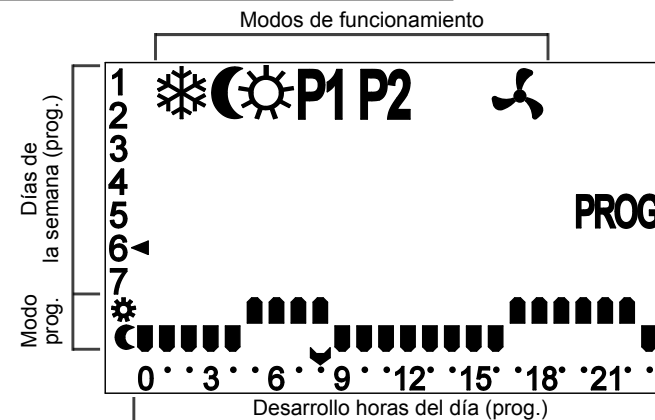 Modos de funcionamiento
Días de
la semana (prog.)
1
2
3
4
5
6
7
P1 P2
PROG
Modo
prog.
0 3 6 9 12 15 18 21
Desarrollo horas del día (prog.)